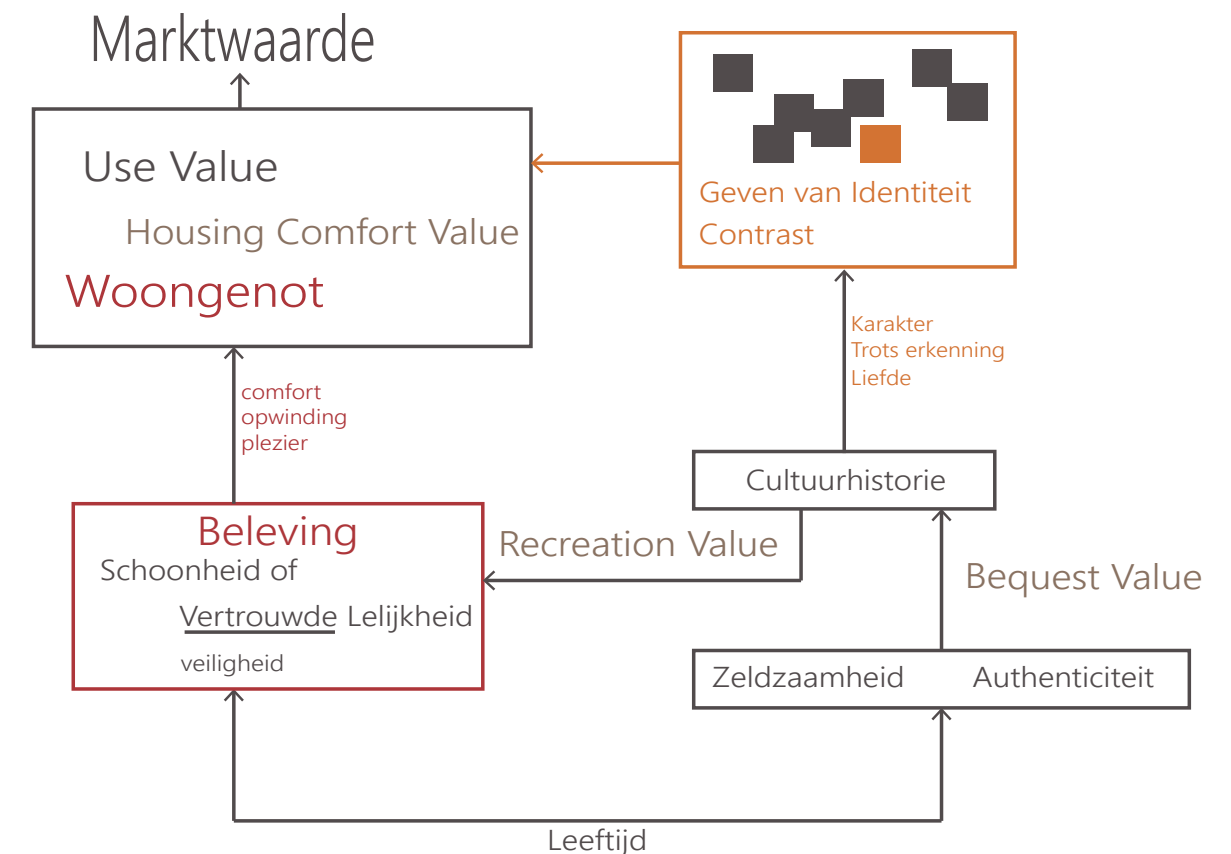 Marktwaarde
Use Value
Housing Comfort Value
Woongenot
Geven van Identiteit
Contrast
Karakter
Trots erkenning
Liefde
comfort
opwinding
plezier
Cultuurhistorie
Beleving
Schoonheid of
Vertrouwde Lelijkheid
veiligheid
Recreation Value
Bequest Value
Zeldzaamheid Authenticiteit
Leeftijd